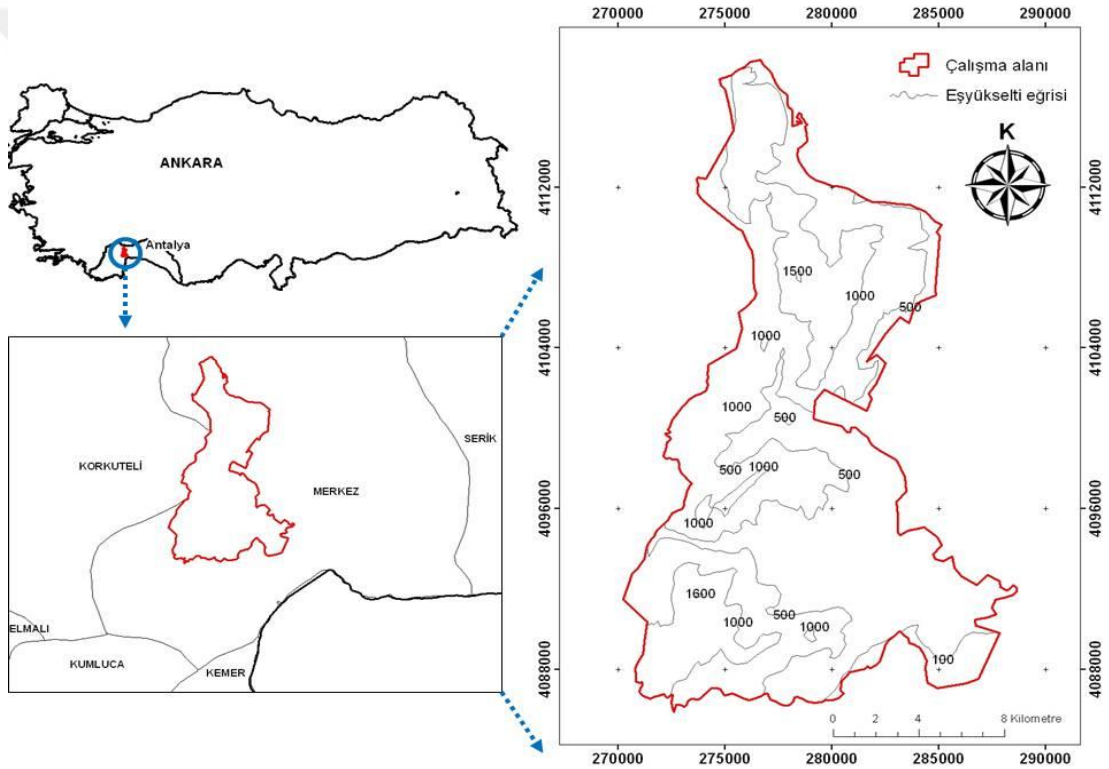 ANKARA
Antalya
KORKUTELİ
SERİK
MERKEZ
ELMALI
KUMLUCA
KEMER
270000 275000 280000 285000 290000
Çalışma alanı
Eşyükselti eğrisi
K
4112000
4112000
1500
1000
500
1000
4104000
4104000
1000
500
500
1000
500
4096000
4096000
1000
1600
500
1000
1000
100
4088000
4088000
0 2 4 8 Kilometre
270000 275000 280000 285000 290000